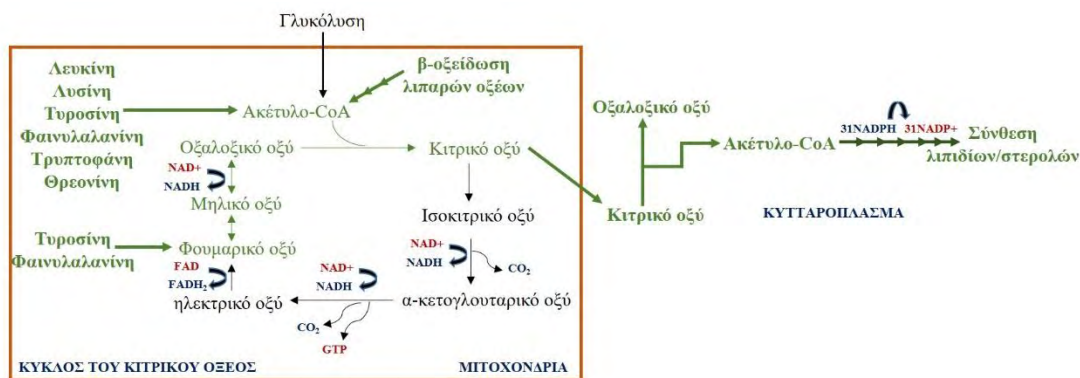 Γλυκόλυση
Λευκίνη
Λυσίνη
Τυροσίνη
Φαινυλαλανίνη
Τρυπτοφάνη
Θρεονίνη
β-οξείδωση
λιπαρών οξέων
Ακέτυλο-CoA
Οξαλοξικό οξύ
Κιτρικό οξύ
NAD+
NADH
Μηλικό οξύ
Ισοκιτρικό οξύ
Τυροσίνη
Φαινυλαλανίνη
Φουμαρικό οξύ
NAD+
NADH
CO₂
FAD
FADH₂
NAD+
NADH
ηλεκτρικό οξύ
α-κετογλουταρικό οξύ
CO₂
GTP
ΚΥΚΛΟΣ ΤΟΥ ΚΙΤΡΙΚΟΥ ΟΞΕΟΣ
ΜΙΤΟΧΟΝΔΡΙΑ
Οξαλοξικό οξύ
Κιτρικό οξύ
Ακέτυλο-CoA
31NADPH
31NADP+
Σύνθεση
λιπιδίων/στερολών
ΚΥΤΤΑΡΟΠΛΑΣΜΑ